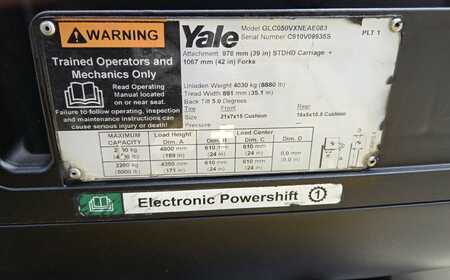 WARNING
Trained Operators and
Mechanics Only
Read Operating
Manual located
on or near seat.
Failure to follow operating, inspection
and maintenance instructions can
cause serious injury or death!
Yale
Model GLC050VXNEAE083
Serial Number C910V09935S
PLT 1
Attachment 976 mm (39 in) STDHD Carriage +
1067 mm (42 in) Forks
Unladen Weight 4030 kg (8880 lb)
Tread Width 891 mm (35.1 in)
Back Tilt 5.0 Degrees
Front Rear
Size 21x7x15 Cushion 16x5x10.5 Cushion
Pressure
MAXIMUM CAPACITY Load Height Dim. A Dim. B Load Center Dim. C Dim. D
kg 4800 mm 610 mm 610 mm 0.0 mm
lb) (189 in) (24 in) (24 in) (0.0 in)
2260 kg 4350 mm 610 mm 610 mm 0.0 mm
(5000 lb) (171 in) (24 in) (24 in)
Electronic Powershift 1